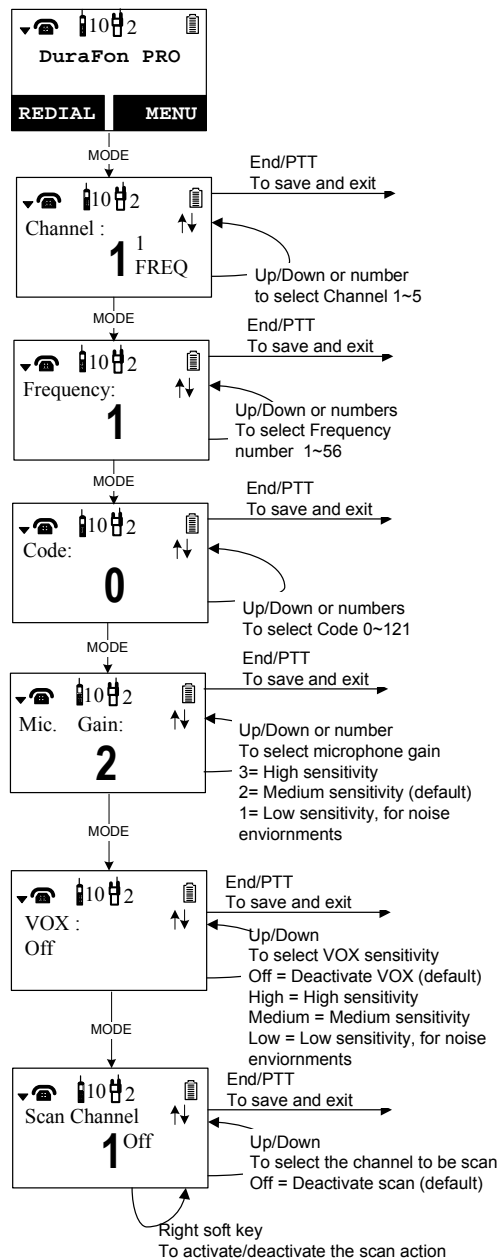 10 2
DuraFon PRO
REDIAL MENU
MODE
End/PTT
To save and exit
10 2
Channel :
1 1
FREQ
Up/Down or number
to select Channel 1~5
MODE
End/PTT
To save and exit
10 2
Frequency:
1
Up/Down or numbers
To select Frequency
number 1~56
MODE
End/PTT
To save and exit
10 2
Code:
0
Up/Down or numbers
To select Code 0~121
MODE
End/PTT
To save and exit
10 2
Mic. Gain:
2
Up/Down or number
To select microphone gain
3= High sensitivity
2= Medium sensitivity (default)
1= Low sensitivity, for noise
enviornments
MODE
End/PTT
To save and exit
10 2
VOX :
Off
Up/Down
To select VOX sensitivity
Off = Deactivate VOX (default)
High = High sensitivity
Medium = Medium sensitivity
Low = Low sensitivity, for noise
enviornments
MODE
End/PTT
To save and exit
10 2
Scan Channel
1 Off
Up/Down
To select the channel to be scan
Off = Deactivate scan (default)
Right soft key
To activate/deactivate the scan action